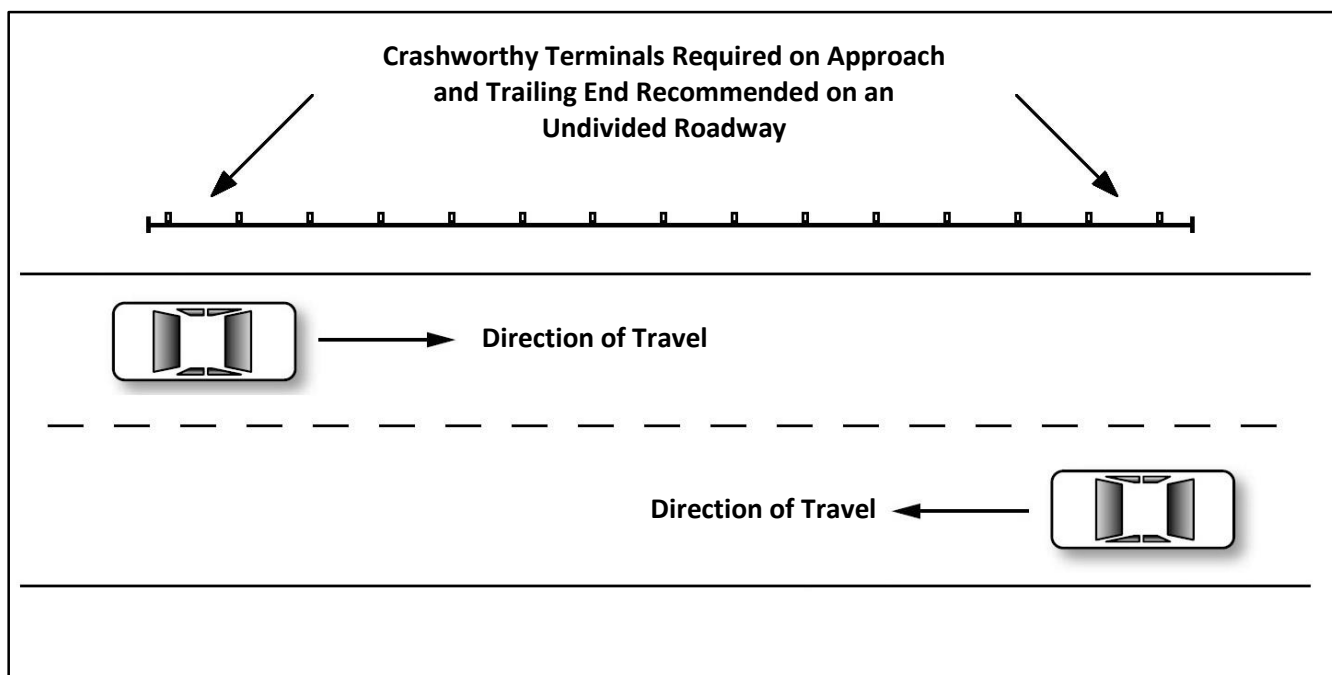 Crashworthy Terminals Required on Approach
and Trailing End Recommended on an
Undivided Roadway
Direction of Travel
Direction of Travel